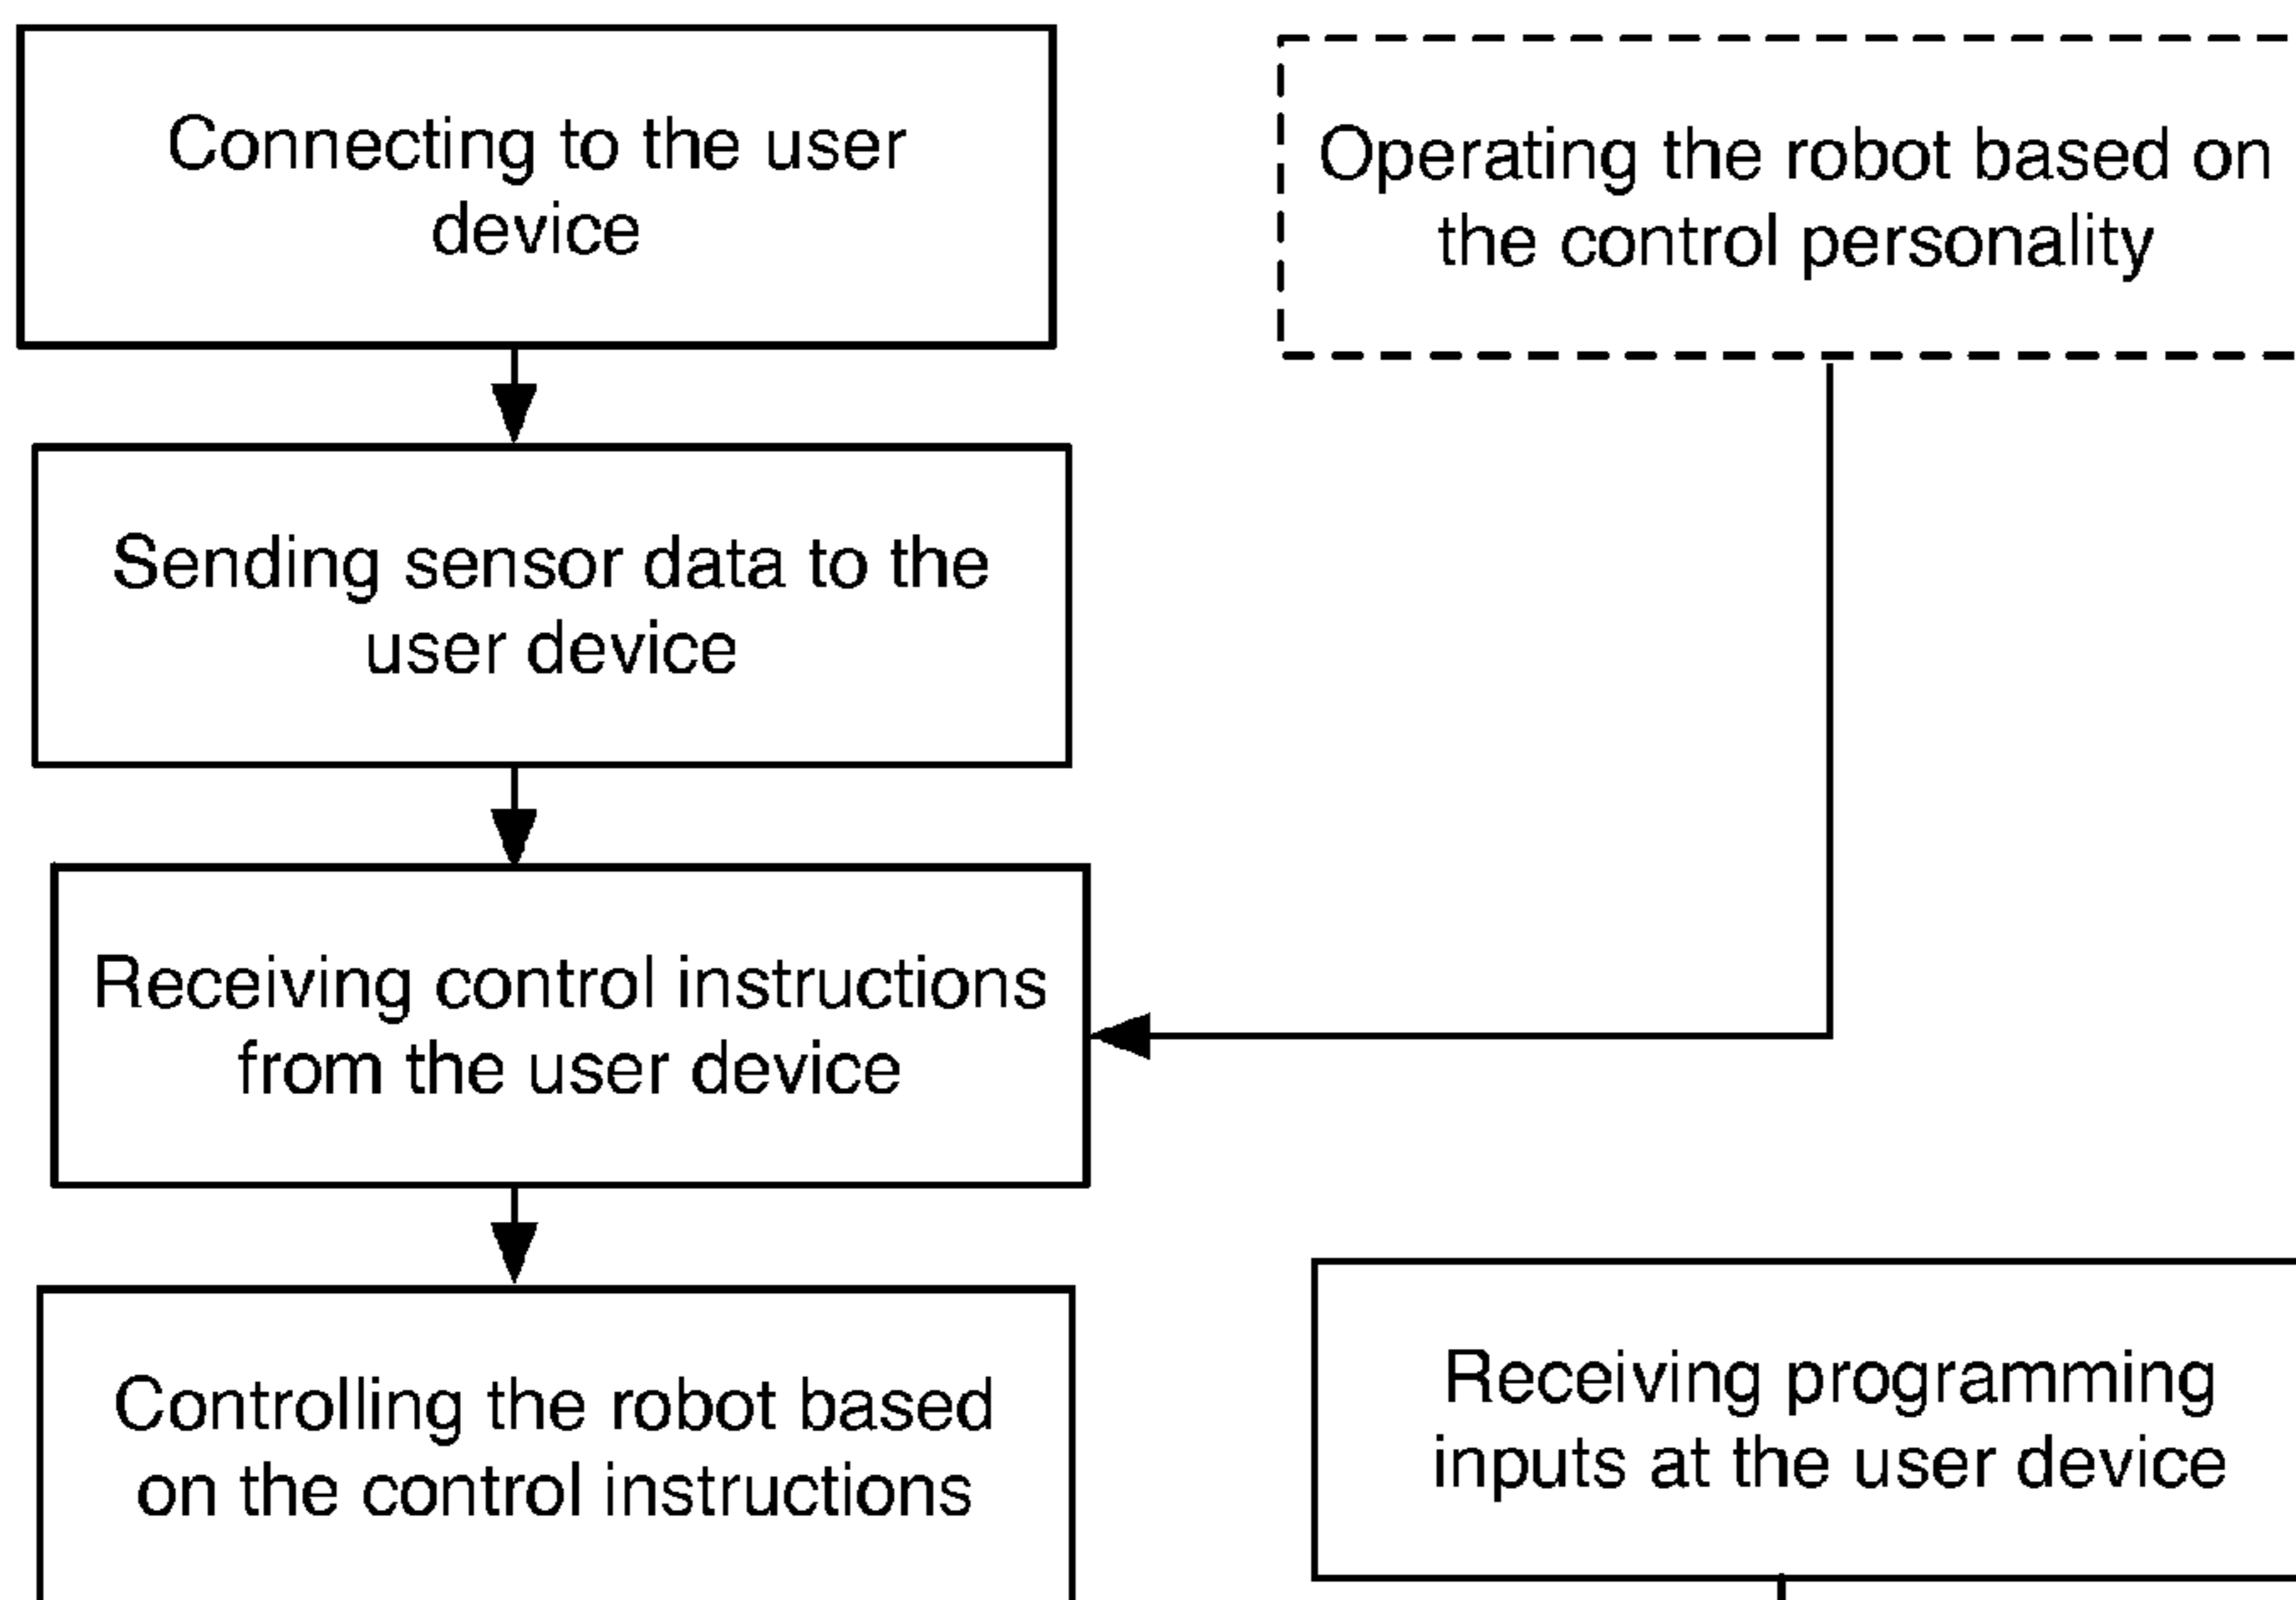 Connecting to the user
device
Operating the robot based on
the control personality
Sending sensor data to the
user device
Receiving control instructions
from the user device
Controlling the robot based
on the control instructions
Receiving programming
inputs at the user device